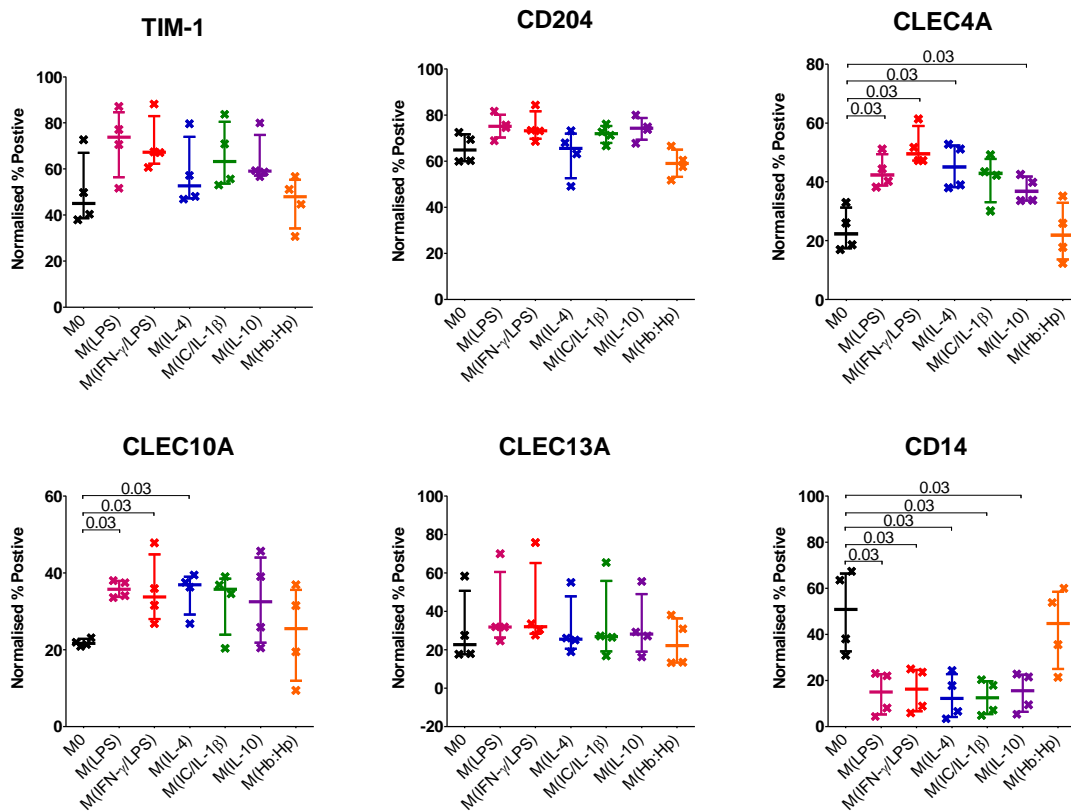 TIM-1
CD204
CLEC4A
Normalised % Postive
100
80
60
40
20
0
M0
M(LPS)
M(IFN-γ/LPS)
M(IL-4)
M(IC/IL-1β)
M(IL-10)
M(Hb:Hp)
Normalised % Postive
100
80
60
40
20
0
M0
M(LPS)
M(IFN-γ/LPS)
M(IL-4)
M(IC/IL-1β)
M(IL-10)
M(Hb:Hp)
Normalised % Postive
80
60
40
20
0
0.03
0.03
0.03
0.03
M0
M(LPS)
M(IFN-γ/LPS)
M(IL-4)
M(IC/IL-1β)
M(IL-10)
M(Hb:Hp)
CLEC10A
CLEC13A
CD14
Normalised % Postive
60
40
20
0
0.03
0.03
0.03
M0
M(LPS)
M(IFN-γ/LPS)
M(IL-4)
M(IC/IL-1β)
M(IL-10)
M(Hb:Hp)
Normalised % Postive
100
80
60
40
20
0
-20
M0
M(LPS)
M(IFN-γ/LPS)
M(IL-4)
M(IC/IL-1β)
M(IL-10)
M(Hb:Hp)
Normalised % Postive
100
80
60
40
20
0
0.03
0.03
0.03
0.03
0.03
M0
M(LPS)
M(IFN-γ/LPS)
M(IL-4)
M(IC/IL-1β)
M(IL-10)
M(Hb:Hp)